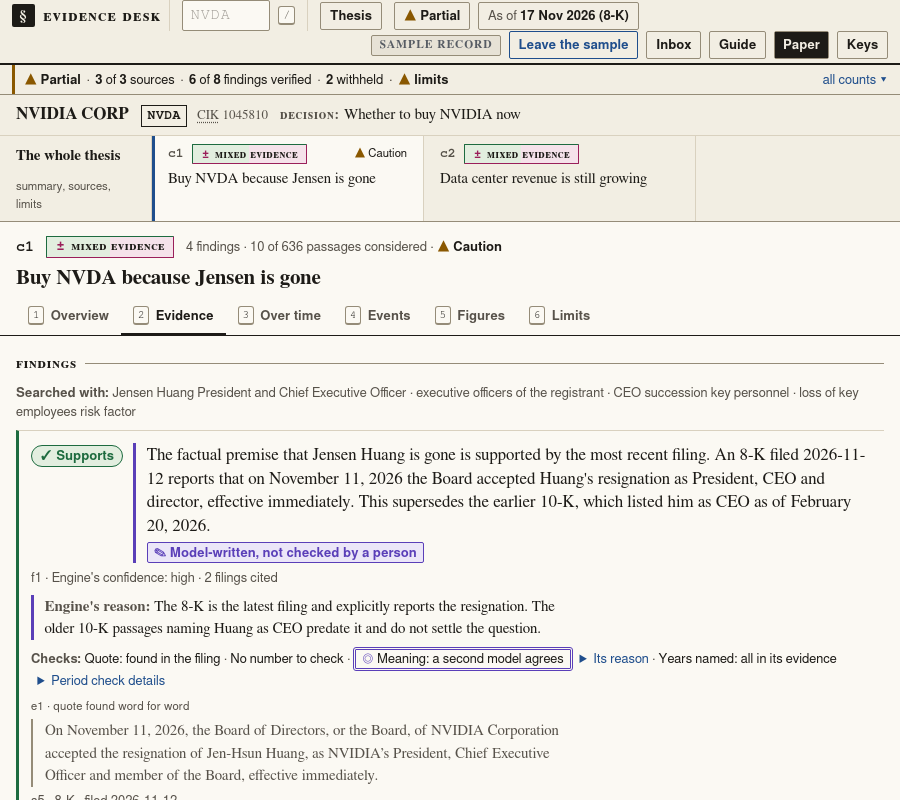 § EVIDENCE DESK NVDA / Thesis ▲ Partial As of 17 Nov 2026 (8-K)
SAMPLE RECORD Leave the sample Inbox Guide Paper Keys
▲ Partial · 3 of 3 sources · 6 of 8 findings verified · 2 withheld · ▲ limits all counts ▾
NVIDIA CORP NVDA CIK 1045810 DECISION: Whether to buy NVIDIA now
The whole thesis
summary, sources,
limits
c1 ± MIXED EVIDENCE ▲ Caution
Buy NVDA because Jensen is gone
c2 ± MIXED EVIDENCE
Data center revenue is still growing
c1 ± MIXED EVIDENCE 4 findings · 10 of 636 passages considered · ▲ Caution
Buy NVDA because Jensen is gone
1 Overview 2 Evidence 3 Over time 4 Events 5 Figures 6 Limits
FINDINGS
Searched with: Jensen Huang President and Chief Executive Officer · executive officers of the registrant · CEO succession key personnel · loss of key
employees risk factor
✓ Supports
The factual premise that Jensen Huang is gone is supported by the most recent filing. An 8-K filed 2026-11-
12 reports that on November 11, 2026 the Board accepted Huang's resignation as President, CEO and
director, effective immediately. This supersedes the earlier 10-K, which listed him as CEO as of February
20, 2026.
✎ Model-written, not checked by a person
f1 · Engine's confidence: high · 2 filings cited
Engine's reason: The 8-K is the latest filing and explicitly reports the resignation. The
older 10-K passages naming Huang as CEO predate it and do not settle the question.
Checks: Quote: found in the filing · No number to check · ◎ Meaning: a second model agrees ▶ Its reason · Years named: all in its evidence
▶ Period check details
e1 · quote found word for word
On November 11, 2026, the Board of Directors, or the Board, of NVIDIA Corporation
accepted the resignation of Jen-Hsun Huang, as NVIDIA’s President, Chief Executive
Officer and member of the Board, effective immediately.
8-K filed 2026-11-12